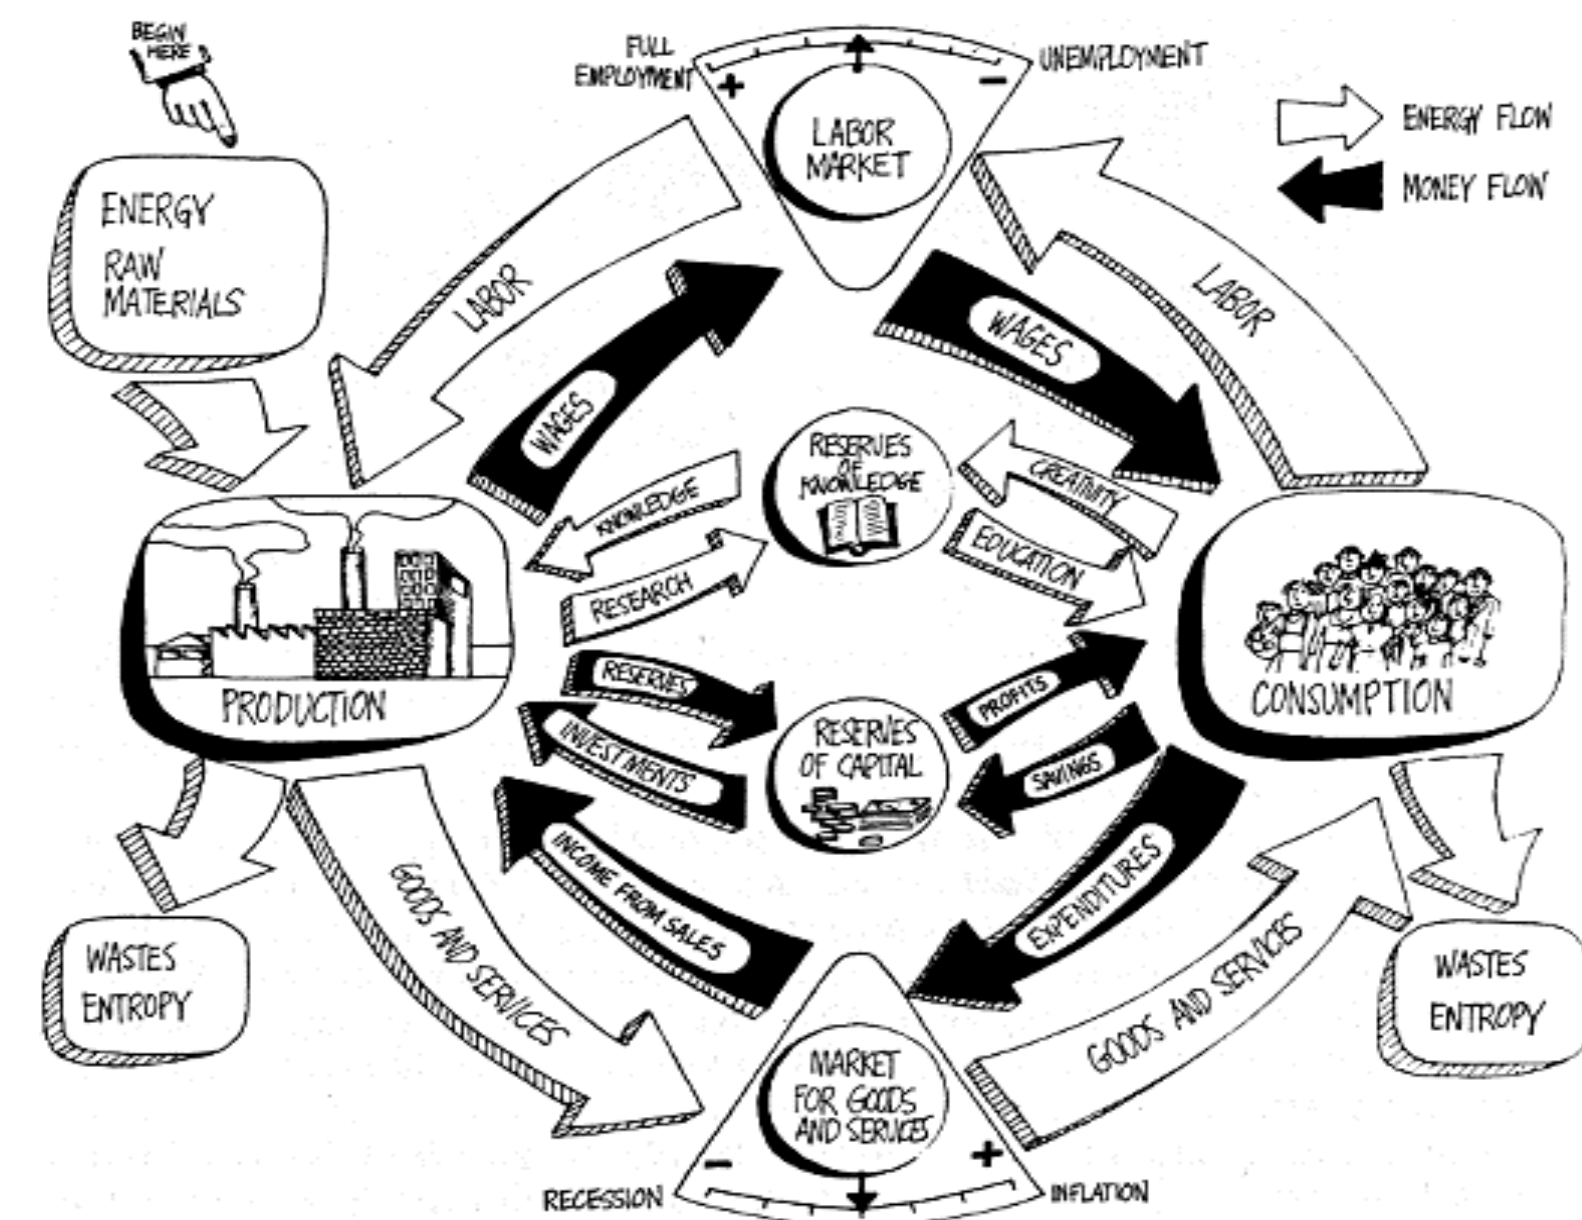 BEGIN
HERE
FULL
EMPLOYMENT
+
-
UNEMPLOYMENT
LABOR
MARKET
ENERGY FLOW
MONEY FLOW
ENERGY
RAW
MATERIALS
LABOR
WAGES
WAGES
LABOR
RESERVES
OF
KNOWLEDGE
KNOWLEDGE
RESEARCH
CREATIVITY
EDUCATION
PRODUCTION
CONSUMPTION
RESERVES
INVESTMENTS
RESERVES
OF CAPITAL
PROFITS
SAVINGS
INCOME FROM SALES
EXPENDITURES
GOODS AND SERVICES
GOODS AND SERVICES
WASTES
ENTROPY
WASTES
ENTROPY
MARKET
FOR GOODS
AND SERVICES
-
+
RECESSION
INFLATION